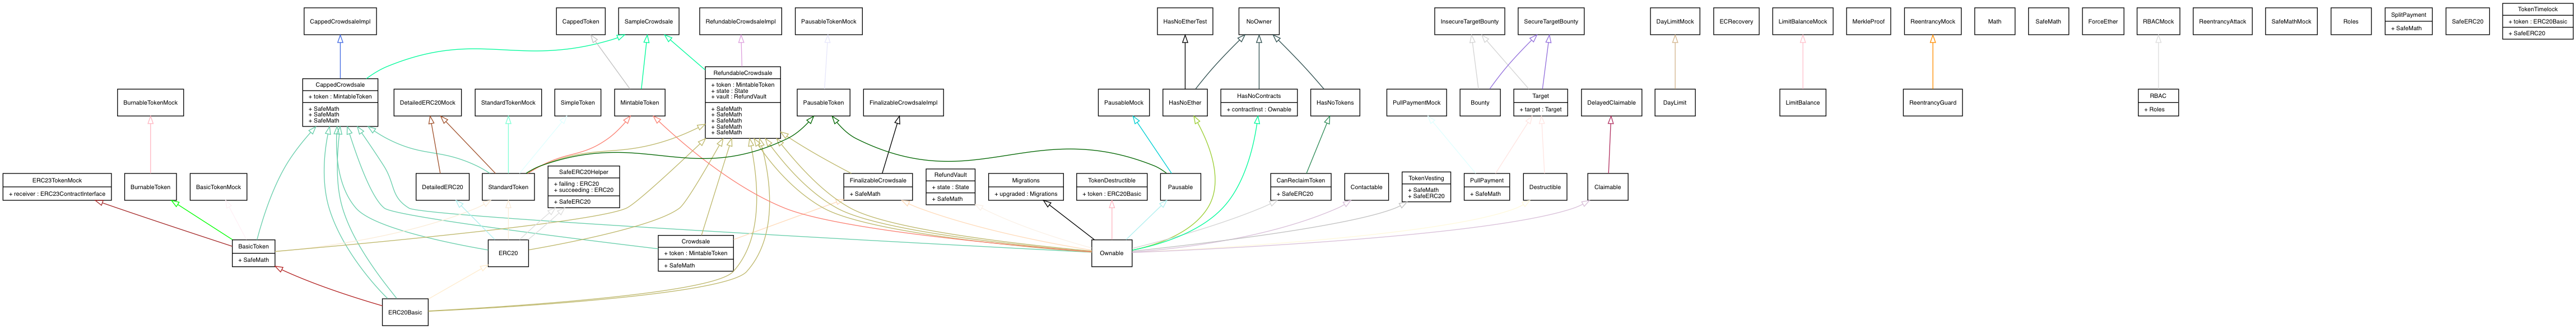 CappedCrowdsaleImpl
CappedToken
SampleCrowdsale
RefundableCrowdsaleImpl
PausableTokenMock
HasNoEtherTest
NoOwner
InsecureTargetBounty
SecureTargetBounty
DayLimitMock
ECRecovery
LimitBalanceMock
MerkleProof
ReentrancyMock
Math
SafeMath
ForceEther
RBACMock
ReentrancyAttack
SafeMathMock
Roles
SplitPayment
+ SafeMath
SafeERC20
TokenTimelock
+ token : ERC20Basic
+ SafeERC20
BurnableTokenMock
CappedCrowdsale
+ token : MintableToken
+ SafeMath
+ SafeMath
+ SafeMath
DetailedERC20Mock
StandardTokenMock
SimpleToken
MintableToken
RefundableCrowdsale
+ token : MintableToken
+ state : State
+ vault : RefundVault
+ SafeMath
+ SafeMath
+ SafeMath
+ SafeMath
+ SafeMath
PausableToken
FinalizableCrowdsaleImpl
PausableMock
HasNoEther
HasNoContracts
+ contractInst : Ownable
HasNoTokens
PullPaymentMock
Bounty
Target
+ target : Target
DelayedClaimable
DayLimit
LimitBalance
ReentrancyGuard
RBAC
+ Roles
ERC23TokenMock
+ receiver : ERC23ContractInterface
BurnableToken
BasicTokenMock
DetailedERC20
StandardToken
SafeERC20Helper
+ failing : ERC20
+ succeeding : ERC20
+ SafeERC20
FinalizableCrowdsale
+ SafeMath
RefundVault
+ state : State
+ SafeMath
Migrations
+ upgraded : Migrations
TokenDestructible
+ token : ERC20Basic
Pausable
CanReclaimToken
+ SafeERC20
Contactable
TokenVesting
+ SafeMath
+ SafeERC20
PullPayment
+ SafeMath
Destructible
Claimable
BasicToken
+ SafeMath
ERC20
Crowdsale
+ token : MintableToken
+ SafeMath
Ownable
ERC20Basic